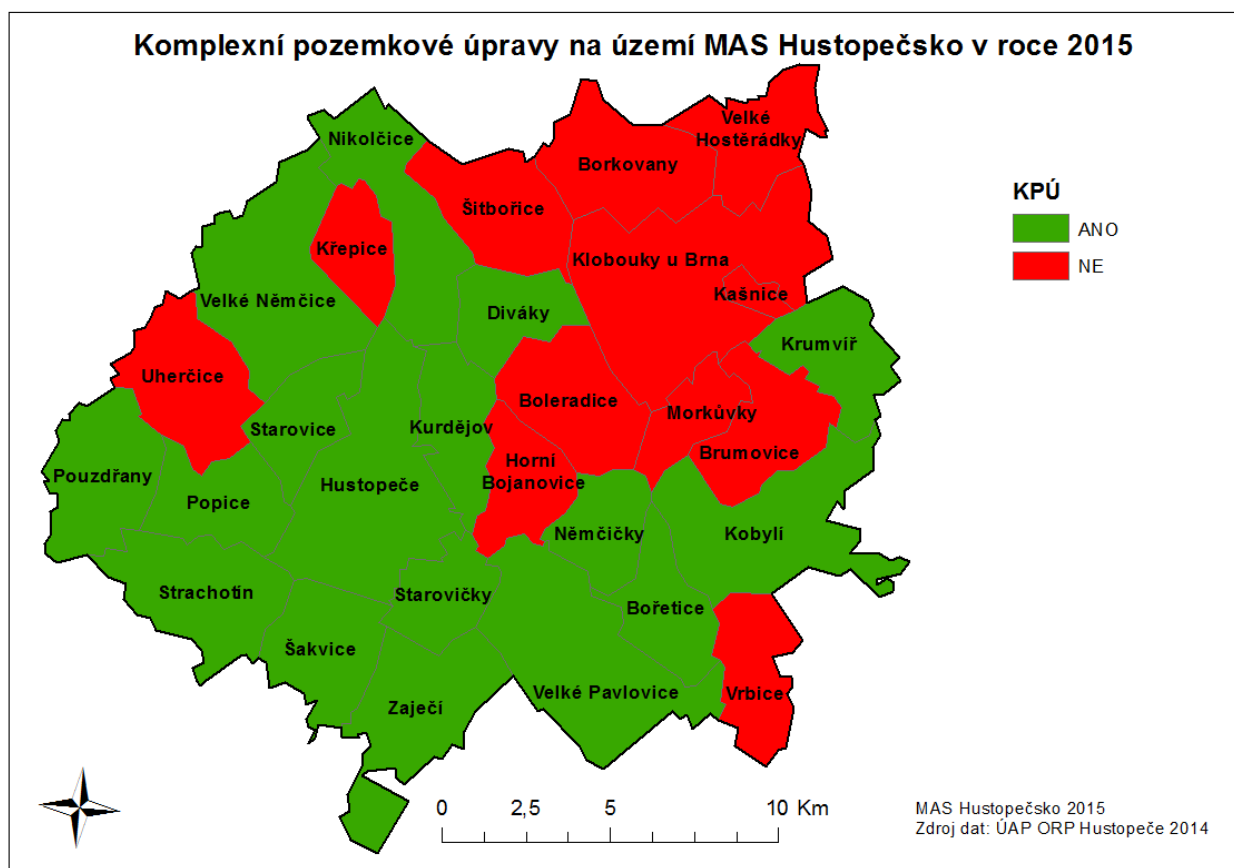 Komplexní pozemkové úpravy na území MAS Hustopečsko v roce 2015
Nikolčice
Velké
Hostěrádky
Borkovany
Šitbořice
Křepice
Klobouky u Brna
Kašnice
Velké Němčice
Diváky
Krumvíř
Uherčice
Boleradice
Morkůvky
Starovice
Kurdějov
Brumovice
Horní
Bojanovice
Pouzdřany
Popice
Hustopeče
Němčičky
Kobylí
Strachotín
Starovičky
Bořetice
Šakvice
Velké Pavlovice
Vrbice
Zaječí
KPÚ
ANO
NE
0 2,5 5 10 Km
MAS Hustopečsko 2015
Zdroj dat: ÚAP ORP Hustopeče 2014